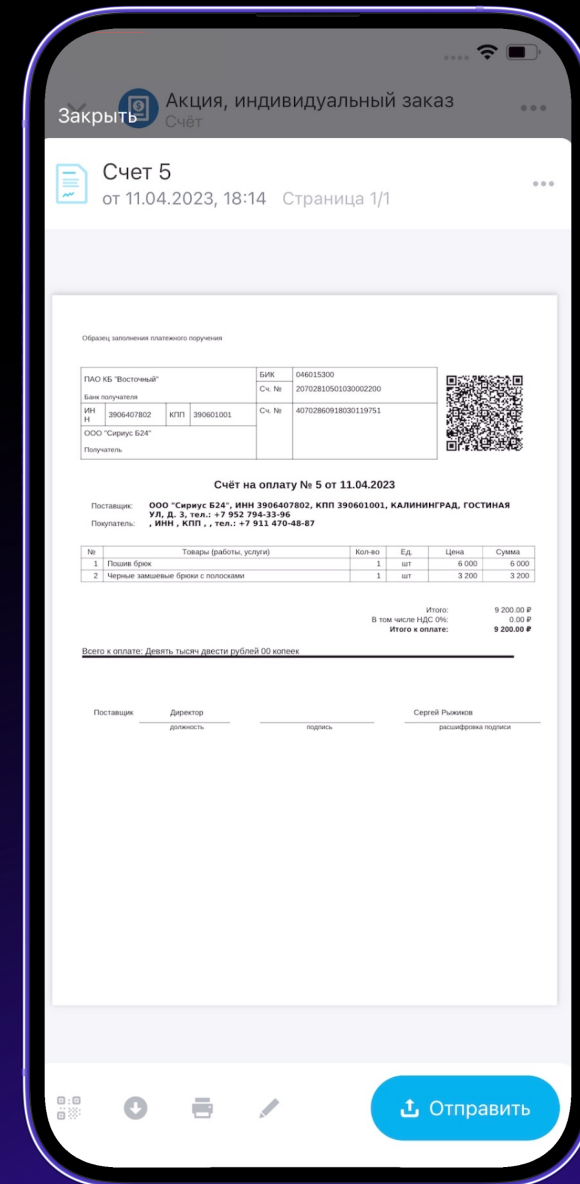 Закрыть
Акция, индивидуальный заказ
Счёт
Счет 5
от 11.04.2023, 18:14 Страница 1/1
Образец заполнения платежного поручения
ПАО КБ "Восточный"
Банк получателя
БИК 046015300
Сч. № 20702810501030002200
ИНН 3906407802 КПП 390601001 Сч. № 40702860918030119751
ООО "Сириус Б24"
Получатель
Счёт на оплату № 5 от 11.04.2023
Поставщик: ООО "Сириус Б24", ИНН 3906407802, КПП 390601001, КАЛИНИНГРАД, ГОСТИНАЯ
УЛ, Д. 3, тел.: +7 952 794-33-96
Покупатель: , ИНН , КПП , , тел.: +7 911 470-48-87
№ Товары (работы, услуги) Кол-во Ед. Цена Сумма
1 Пошив брюк 1 шт 6 000 6 000
2 Черные замшевые брюки с полосками 1 шт 3 200 3 200
Итого: 9 200.00 ₽
В том числе НДС 0%: 0.00 ₽
Итого к оплате: 9 200.00 ₽
Всего к оплате: Девять тысяч двести рублей 00 копеек
Поставщик Директор Сергей Рыжиков
должность подпись расшифровка подписи
Отправить